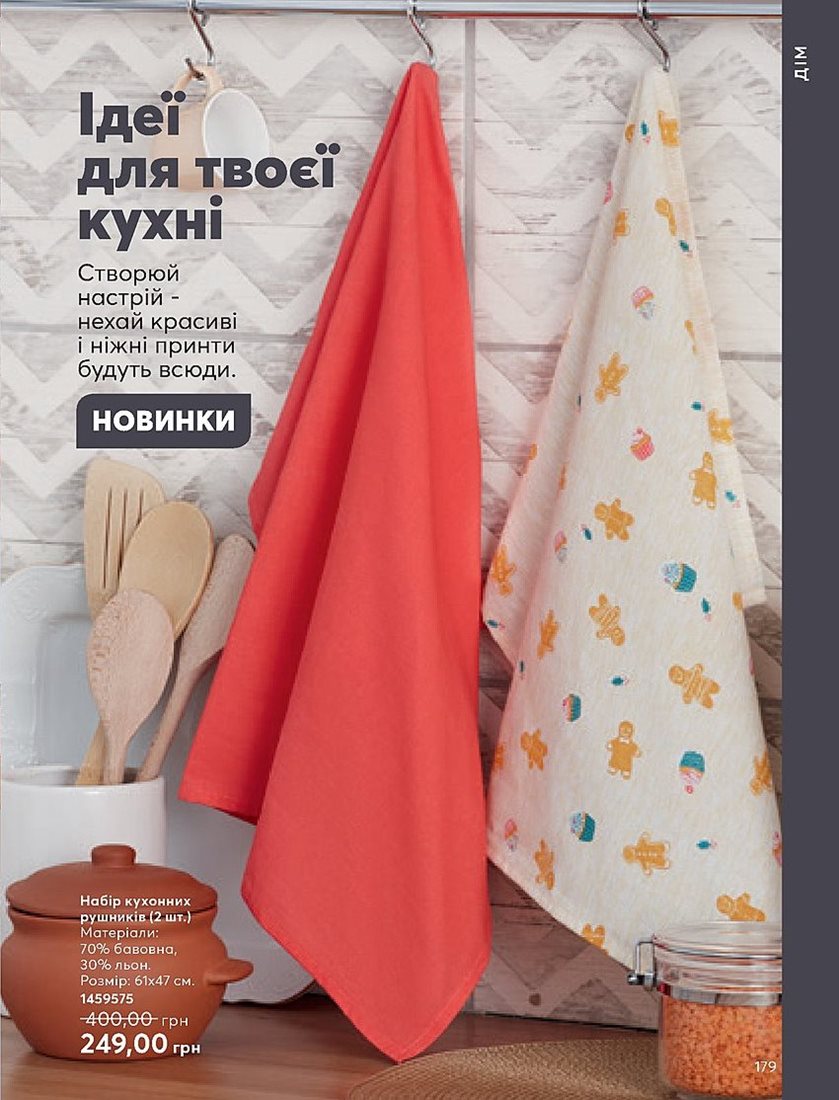 ДІМ
Ідеї
для твоєї
кухні
Створюй
настрій -
нехай красиві
і ніжні принти
будуть всюди.
НОВИНКИ
Набір кухонних
рушників (2 шт.)
Матеріали:
70% бавовна,
30% льон.
Розмір: 61х47 см.
1459575
400,00 грн
249,00 грн
179